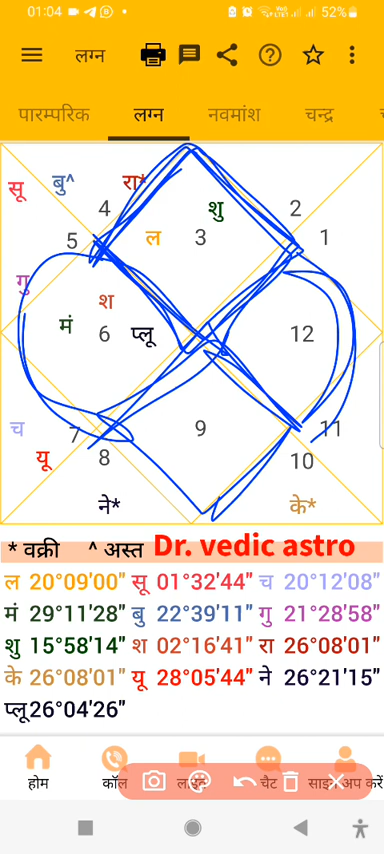 01:04 52%
लग्न
पारम्परिक लग्न नवमांश चन्द्र
सू बु^ रा* 4 शु 2
5 ल 3 1
गु श
मं 6 प्लू 12
च 7 9 11
यू 8 10
ने* के*
* वक्री ^ अस्त Dr. vedic astro
ल 20°09'00" सू 01°32'44" च 20°12'08"
मं 29°11'28" बु 22°39'11" गु 21°28'58"
शु 15°58'14" श 02°16'41" रा 26°08'01"
के 26°08'01" यू 28°05'44" ने 26°21'15"
प्लू26°04'26"
होम कॉल चैट